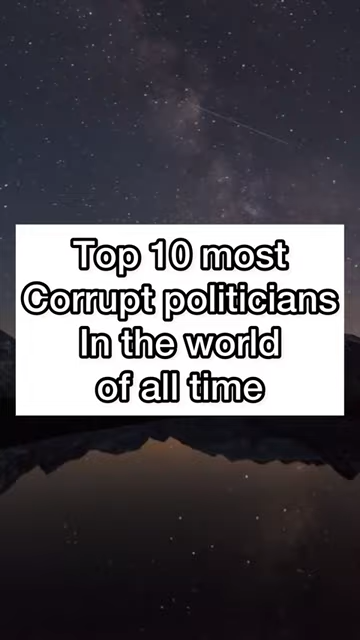 Top 10 most
Corrupt politicians
In the world
of all time